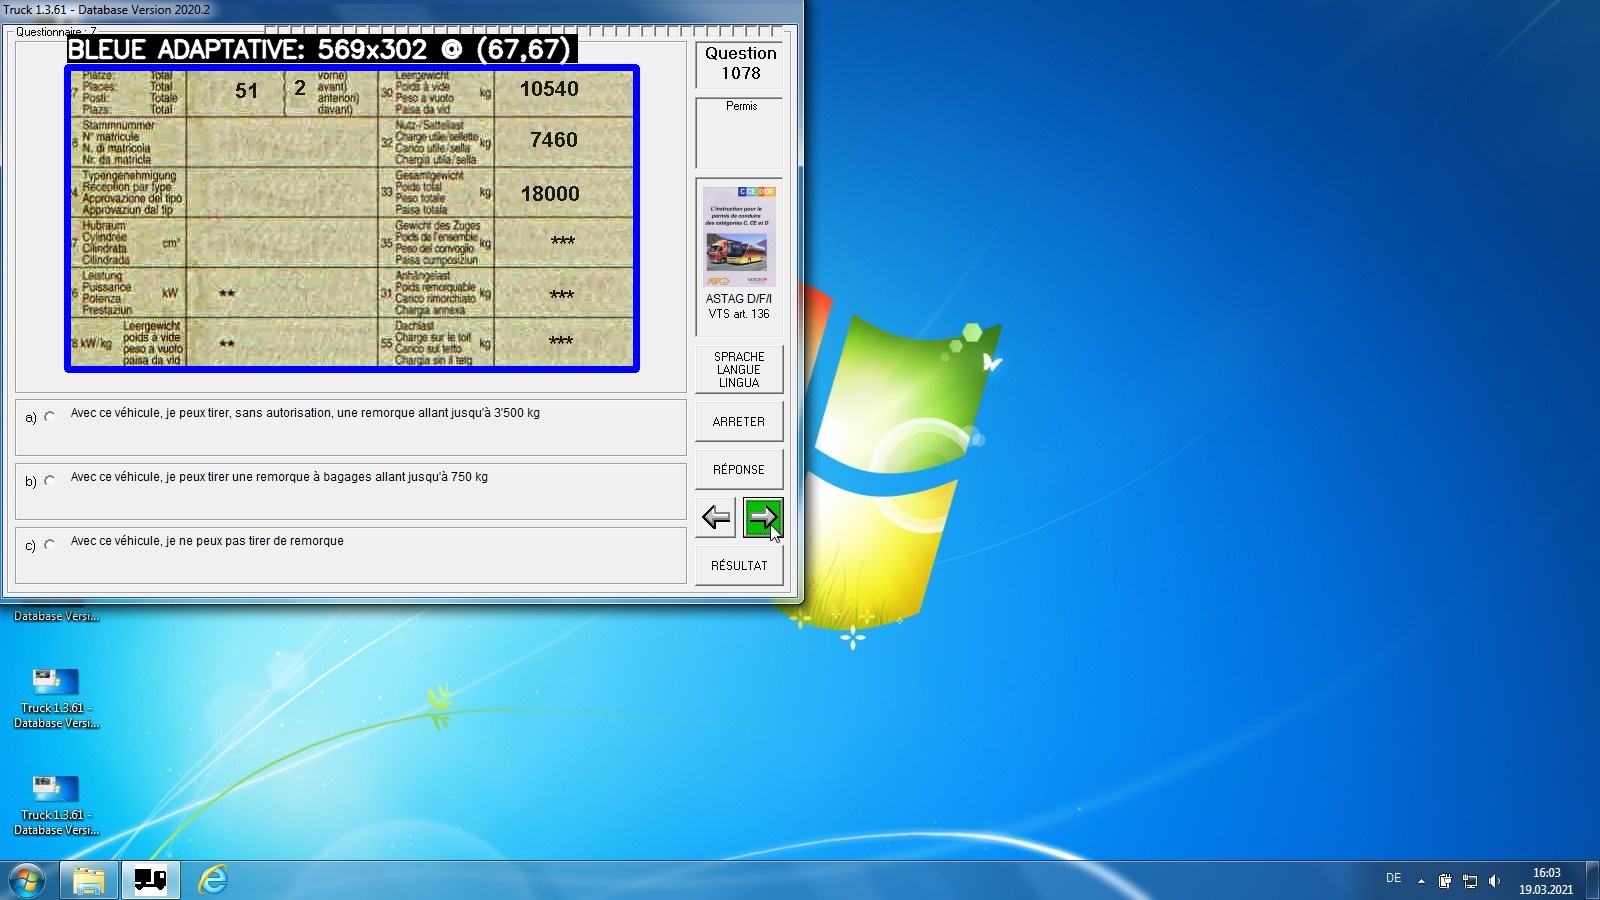 Truck 1.3.61 - Database Version 2020.2
Questionnaire : 7
BLEUE ADAPTATIVE: 569x302 @ (67,67)
Plätze: Total
Places: Total
Posti: Totale
Plazs: Total
51
2
vorne)
avant)
anteriori)
davant)
30
Leergewicht
Poids à vide
Peso a vuoto
Paisa da vid
kg
10540
Stammnummer
N° matricule
N. di matricola
Nr. da matricla
32
Nutz-/Sattellast
Charge utile/sellette
Carico utile/sella
Chargia utila/sella
kg
7460
Typengenehmigung
Réception par type
Approvazione del tipo
Approvaziun dal tip
33
Gesamtgewicht
Poids total
Peso totale
Paisa totala
kg
18000
Hubraum
Cylindrée
Cilindrata
Cilindrada
cm³
35
Gewicht des Zuges
Poids de l'ensemble
Peso del convoglio
Paisa cumposiziun
kg
***
Leistung
Puissance
Potenza
Prestaziun
kW
**
31
Anhängelast
Poids remorquable
Carico rimorchiato
Chargia annexa
kg
***
kW/kg
Leergewicht
poids à vide
peso a vuoto
paisa da vid
**
55
Dachlast
Charge sur le toit
Carico sul tetto
Chargia sin il tetg
kg
***
a) Avec ce véhicule, je peux tirer, sans autorisation, une remorque allant jusqu'à 3'500 kg
b) Avec ce véhicule, je peux tirer une remorque à bagages allant jusqu'à 750 kg
c) Avec ce véhicule, je ne peux pas tirer de remorque
Question
1078
Permis
C CE D DE
L'instruction pour le
permis de conduire
des catégories C, CE et D
ASTAG D/F/I
VTS art. 136
SPRACHE
LANGUE
LINGUA
ARRETER
RÉPONSE
RÉSULTAT
Database Versi...
Truck 1.3.61 -
Database Versi...
Truck 1.3.61 -
Database Versi...
DE
16:03
19.03.2021